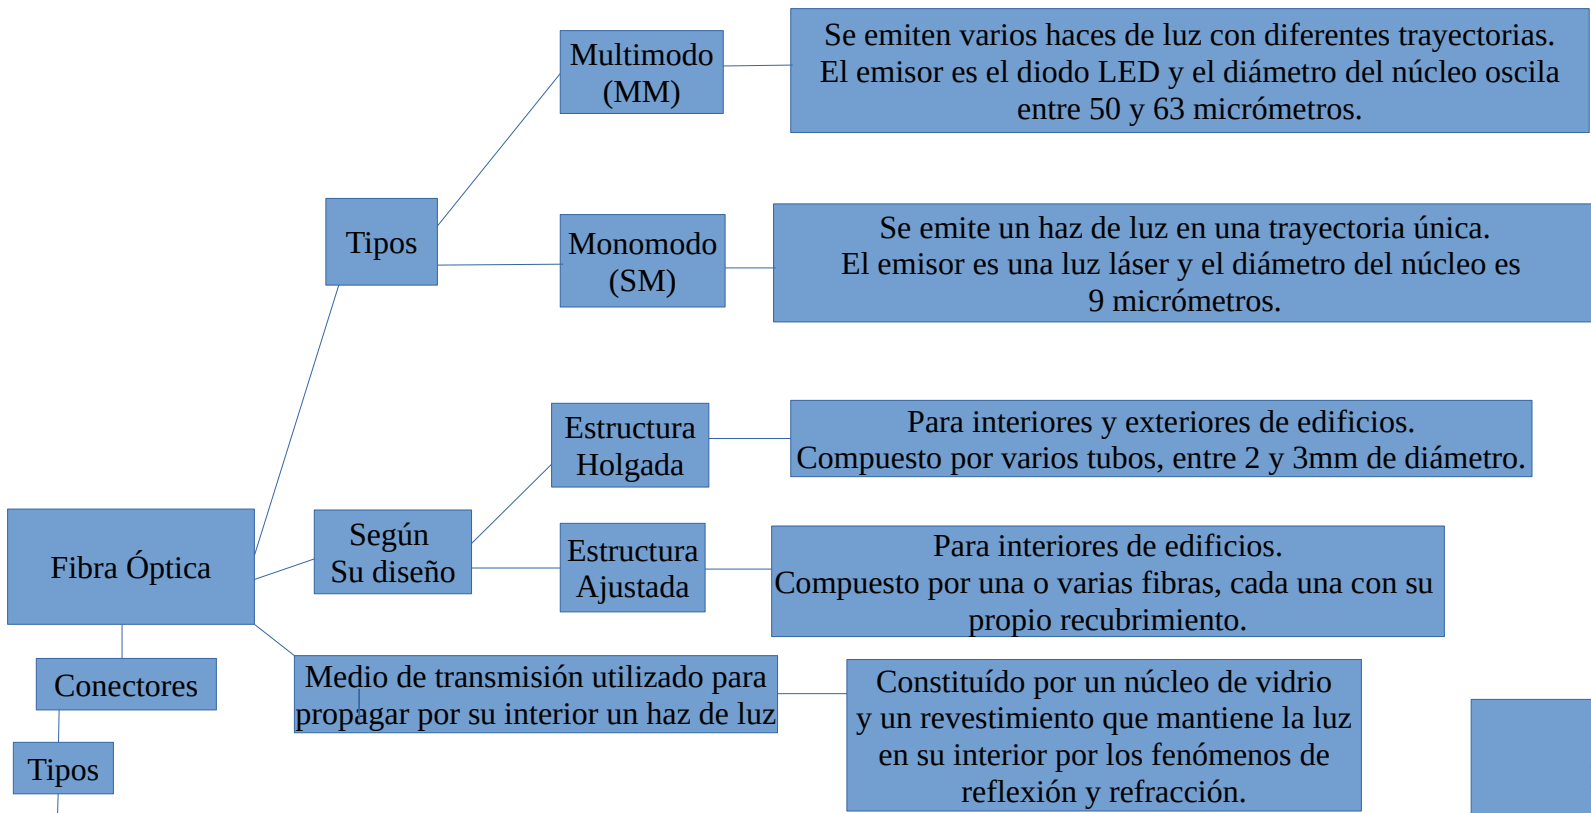 Multimodo
(MM)
Se emiten varios haces de luz con diferentes trayectorias.
El emisor es el diodo LED y el diámetro del núcleo oscila
entre 50 y 63 micrómetros.
Tipos
Monomodo
(SM)
Se emite un haz de luz en una trayectoria única.
El emisor es una luz láser y el diámetro del núcleo es
9 micrómetros.
Estructura
Holgada
Para interiores y exteriores de edificios.
Compuesto por varios tubos, entre 2 y 3mm de diámetro.
Fibra Óptica
Según
Su diseño
Estructura
Ajustada
Para interiores de edificios.
Compuesto por una o varias fibras, cada una con su
propio recubrimiento.
Conectores
Medio de transmisión utilizado para
propagar por su interior un haz de luz
Constituído por un núcleo de vidrio
y un revestimiento que mantiene la luz
en su interior por los fenómenos de
reflexión y refracción.
Tipos